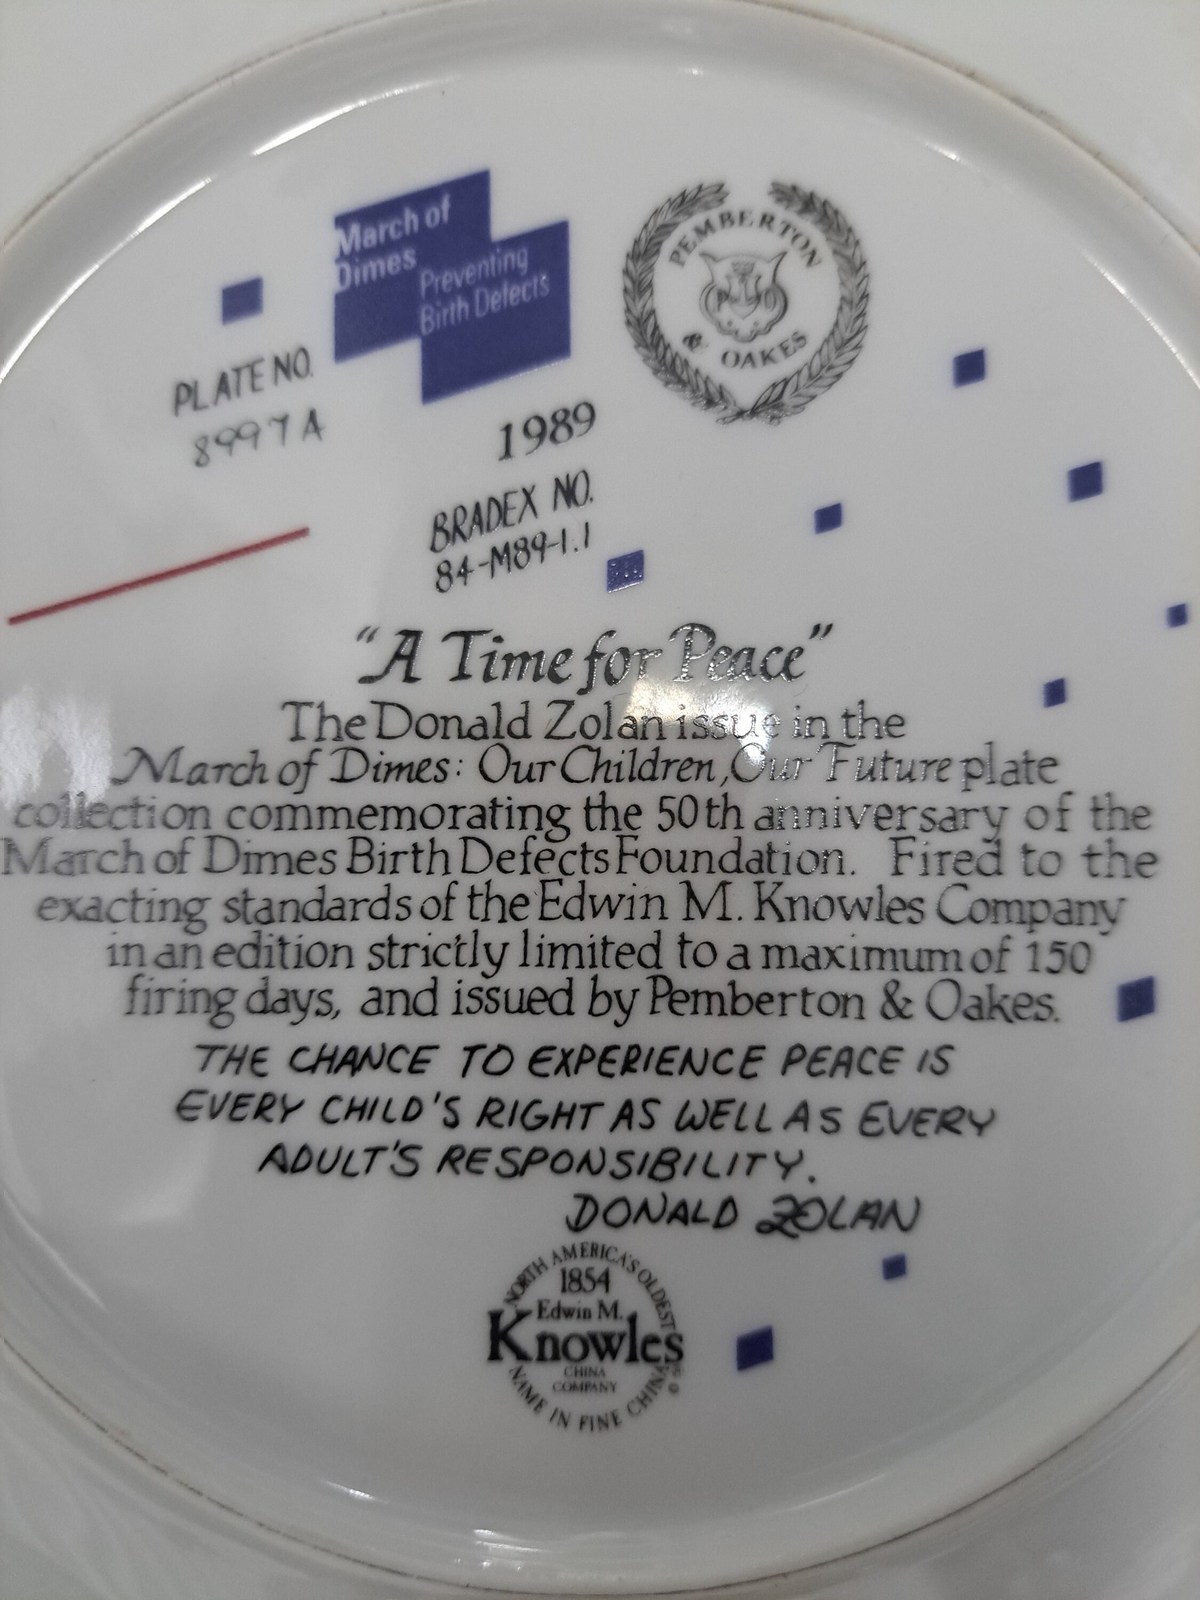 March of
Dimes
Preventing
Birth Defects
PEMBERTON
P O
& OAKES
PLATE NO.
8997A
1989
BRADEX NO.
84-M89-1.1
"A Time for Peace"
The Donald Zolan issue in the
March of Dimes: Our Children, Our Future plate
collection commemorating the 50th anniversary of the
March of Dimes Birth Defects Foundation. Fired to the
exacting standards of the Edwin M. Knowles Company
in an edition strictly limited to a maximum of 150
firing days, and issued by Pemberton & Oakes.
THE CHANCE TO EXPERIENCE PEACE IS
EVERY CHILD'S RIGHT AS WELL AS EVERY
ADULT'S RESPONSIBILITY.
DONALD ZOLAN
NORTH AMERICA'S OLDEST
1854
Edwin M.
Knowles
CHINA
COMPANY
NAME IN FINE CHINA